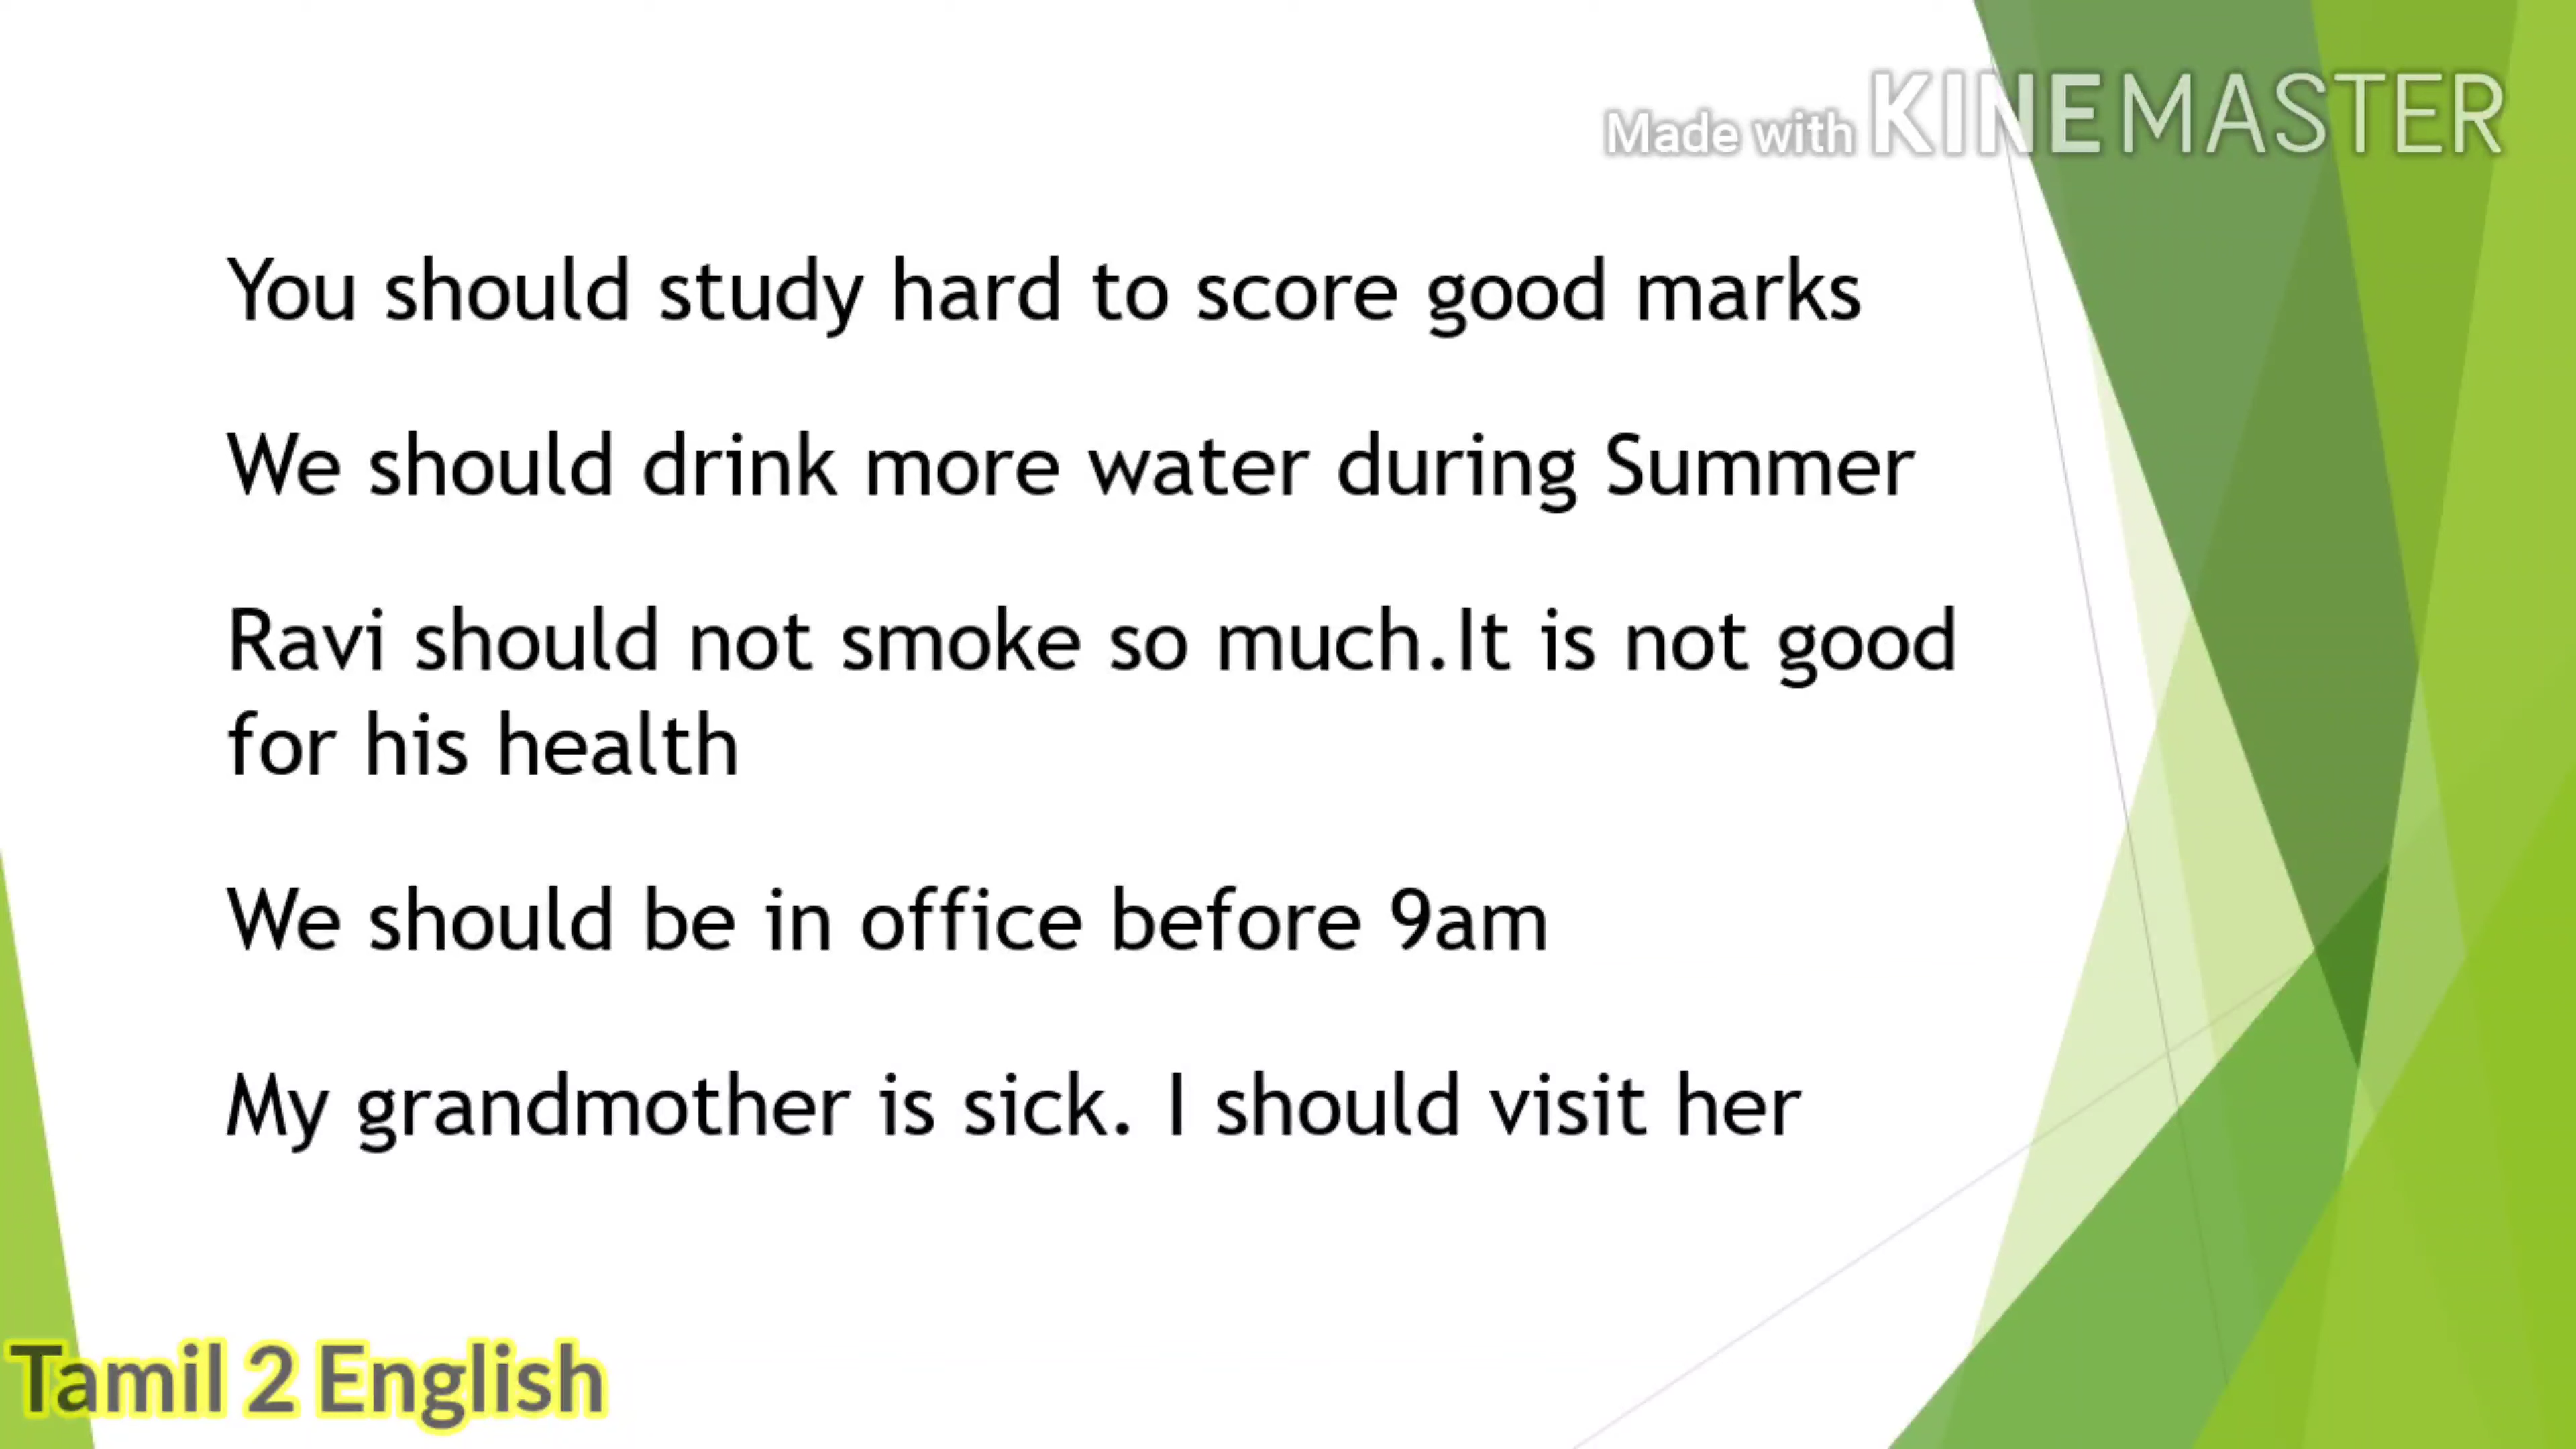 Made with KINEMASTER
You should study hard to score good marks
We should drink more water during Summer
Ravi should not smoke so much.It is not good
for his health
We should be in office before 9am
My grandmother is sick. I should visit her
Tamil 2 English